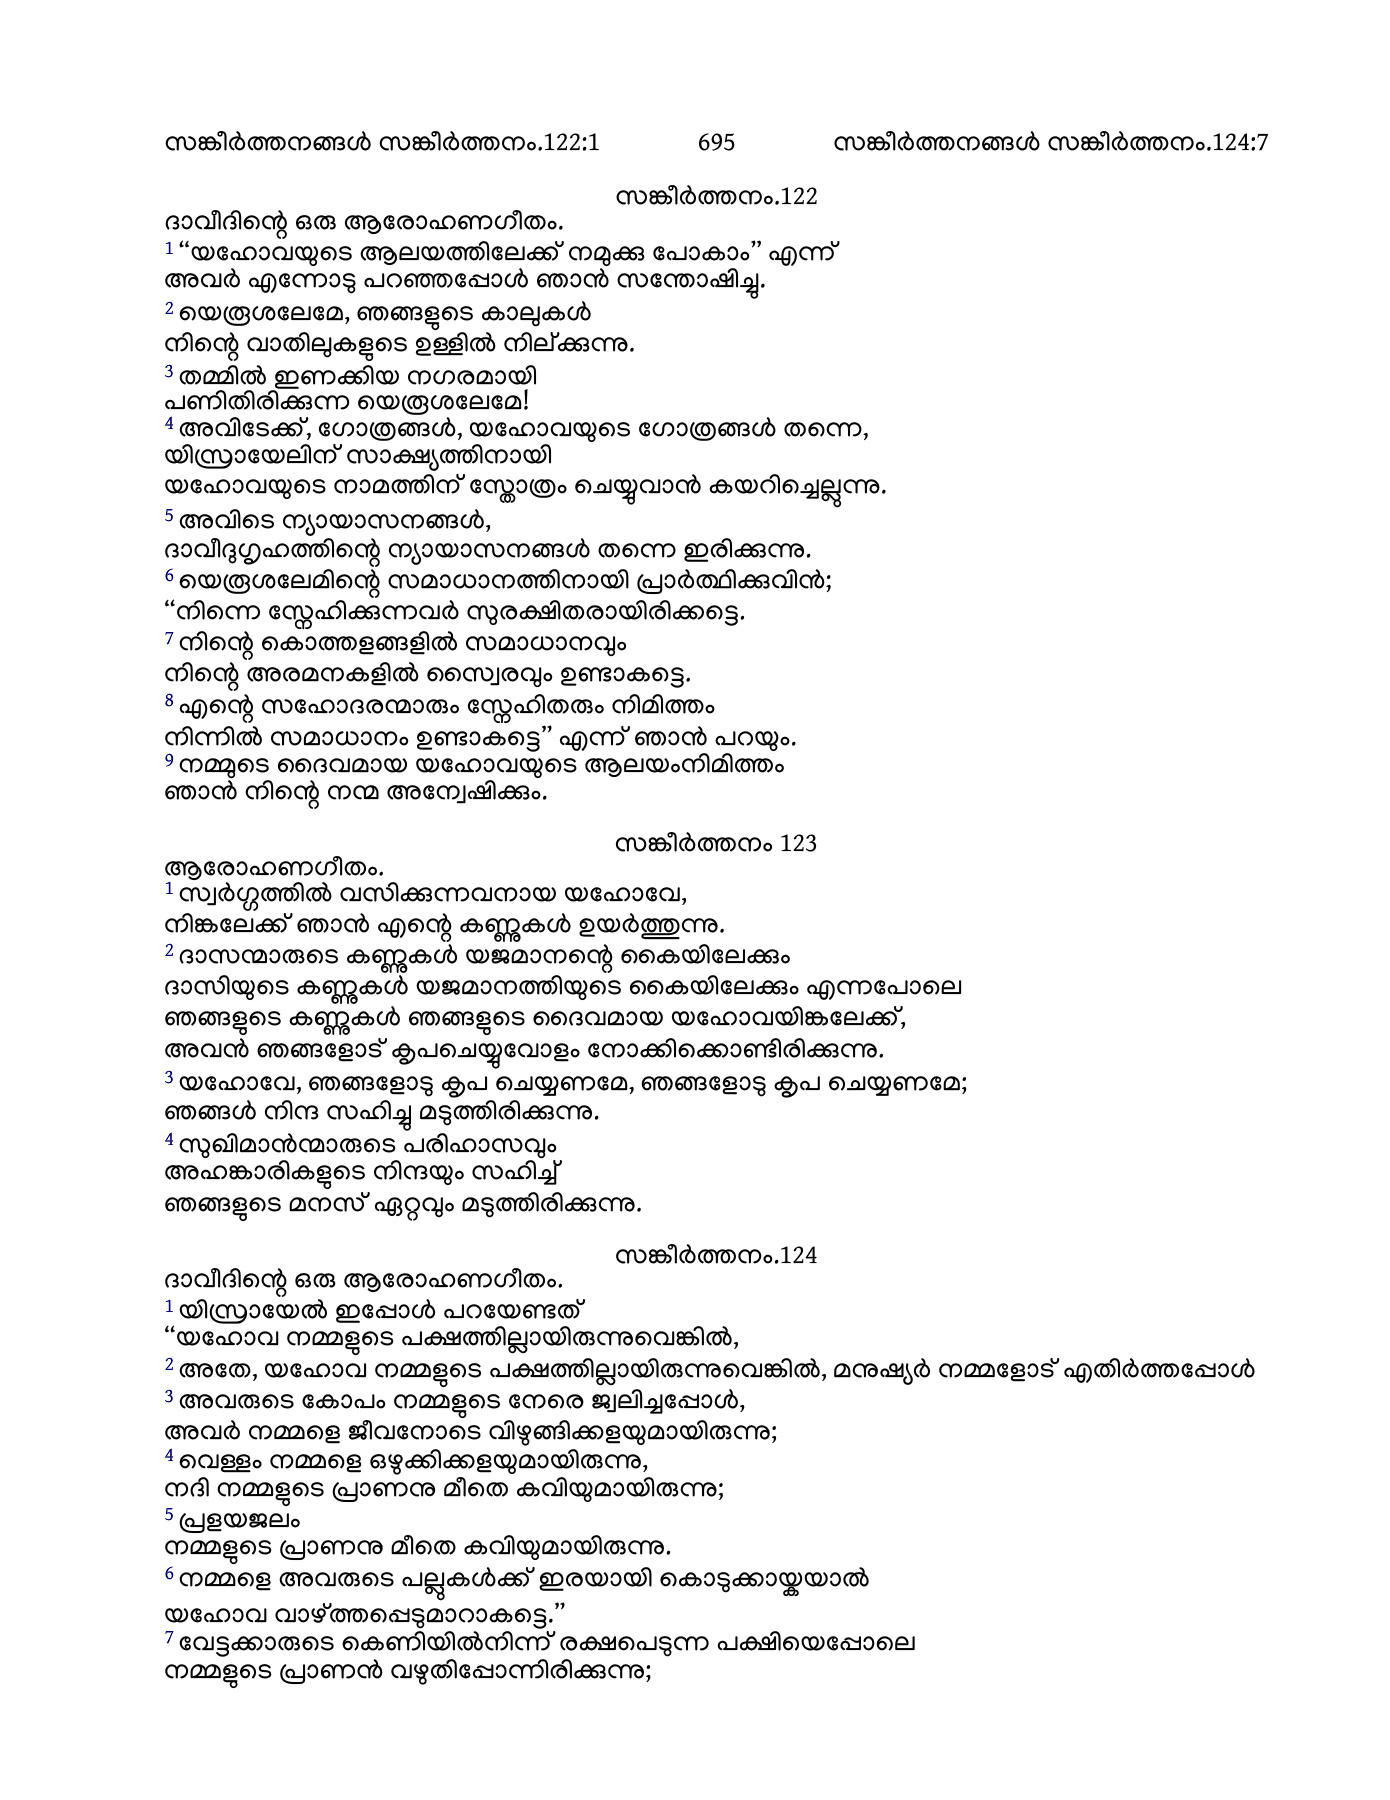 സങ്കീർത്തനങ്ങൾ സങ്കീർത്തനം.122:1 695 സങ്കീർത്തനങ്ങൾ സങ്കീർത്തനം.124:7
സങ്കീർത്തനം.122
ദാവീദിന്റെ ഒരു ആരോഹണഗീതം.
1 “യഹോവയുടെ ആലയത്തിലേക്ക് നമുക്കു പോകാം” എന്ന്
അവർ എന്നോടു പറഞ്ഞപ്പോൾ ഞാൻ സന്തോഷിച്ചു.
2 യെരൂശലേമേ, ഞങ്ങളുടെ കാലുകൾ
നിന്റെ വാതിലുകളുടെ ഉള്ളിൽ നില്ക്കുന്നു.
3 തമ്മിൽ ഇണക്കിയ നഗരമായി
പണിതിരിക്കുന്ന യെരൂശലേമേ!
4 അവിടേക്ക്, ഗോത്രങ്ങൾ, യഹോവയുടെ ഗോത്രങ്ങൾ തന്നെ,
യിസ്രായേലിന് സാക്ഷ്യത്തിനായി
യഹോവയുടെ നാമത്തിന് സ്തോത്രം ചെയ്യുവാൻ കയറിച്ചെല്ലുന്നു.
5 അവിടെ ന്യായാസനങ്ങൾ,
ദാവീദുഗൃഹത്തിന്റെ ന്യായാസനങ്ങൾ തന്നെ ഇരിക്കുന്നു.
6 യെരൂശലേമിന്റെ സമാധാനത്തിനായി പ്രാർത്ഥിക്കുവിൻ;
“നിന്നെ സ്നേഹിക്കുന്നവർ സുരക്ഷിതരായിരിക്കട്ടെ.
7 നിന്റെ കൊത്തളങ്ങളിൽ സമാധാനവും
നിന്റെ അരമനകളിൽ സ്വൈരവും ഉണ്ടാകട്ടെ.
8 എന്റെ സഹോദരന്മാരും സ്നേഹിതരും നിമിത്തം
നിന്നിൽ സമാധാനം ഉണ്ടാകട്ടെ” എന്ന് ഞാൻ പറയും.
9 നമ്മുടെ ദൈവമായ യഹോവയുടെ ആലയംനിമിത്തം
ഞാൻ നിന്റെ നന്മ അന്വേഷിക്കും.
സങ്കീർത്തനം 123
ആരോഹണഗീതം.
1 സ്വർഗ്ഗത്തിൽ വസിക്കുന്നവനായ യഹോവേ,
നിങ്കലേക്ക് ഞാൻ എന്റെ കണ്ണുകൾ ഉയർത്തുന്നു.
2 ദാസന്മാരുടെ കണ്ണുകൾ യജമാനന്റെ കൈയിലേക്കും
ദാസിയുടെ കണ്ണുകൾ യജമാനത്തിയുടെ കൈയിലേക്കും എന്നപോലെ
ഞങ്ങളുടെ കണ്ണുകൾ ഞങ്ങളുടെ ദൈവമായ യഹോവയിങ്കലേക്ക്,
അവൻ ഞങ്ങളോട് കൃപചെയ്യുവോളം നോക്കിക്കൊണ്ടിരിക്കുന്നു.
3 യഹോവേ, ഞങ്ങളോടു കൃപ ചെയ്യണമേ, ഞങ്ങളോടു കൃപ ചെയ്യണമേ;
ഞങ്ങൾ നിന്ദ സഹിച്ചു മടുത്തിരിക്കുന്നു.
4 സുഖിമാൻന്മാരുടെ പരിഹാസവും
അഹങ്കാരികളുടെ നിന്ദയും സഹിച്ച്
ഞങ്ങളുടെ മനസ് ഏറ്റവും മടുത്തിരിക്കുന്നു.
സങ്കീർത്തനം.124
ദാവീദിന്റെ ഒരു ആരോഹണഗീതം.
1 യിസ്രായേൽ ഇപ്പോൾ പറയേണ്ടത്
“യഹോവ നമ്മളുടെ പക്ഷത്തില്ലായിരുന്നുവെങ്കിൽ,
2 അതേ, യഹോവ നമ്മളുടെ പക്ഷത്തില്ലായിരുന്നുവെങ്കിൽ, മനുഷ്യർ നമ്മളോട് എതിർത്തപ്പോൾ
3 അവരുടെ കോപം നമ്മളുടെ നേരെ ജ്വലിച്ചപ്പോൾ,
അവർ നമ്മളെ ജീവനോടെ വിഴുങ്ങിക്കളയുമായിരുന്നു;
4 വെള്ളം നമ്മളെ ഒഴുക്കിക്കളയുമായിരുന്നു,
നദി നമ്മളുടെ പ്രാണനു മീതെ കവിയുമായിരുന്നു;
5 പ്രളയജലം
നമ്മളുടെ പ്രാണനു മീതെ കവിയുമായിരുന്നു.
6 നമ്മളെ അവരുടെ പല്ലുകൾക്ക് ഇരയായി കൊടുക്കായ്കയാൽ
യഹോവ വാഴ്ത്തപ്പെടുമാറാകട്ടെ.”
7 വേട്ടക്കാരുടെ കെണിയിൽനിന്ന് രക്ഷപെടുന്ന പക്ഷിയെപ്പോലെ
നമ്മളുടെ പ്രാണൻ വഴുതിപ്പോന്നിരിക്കുന്നു;